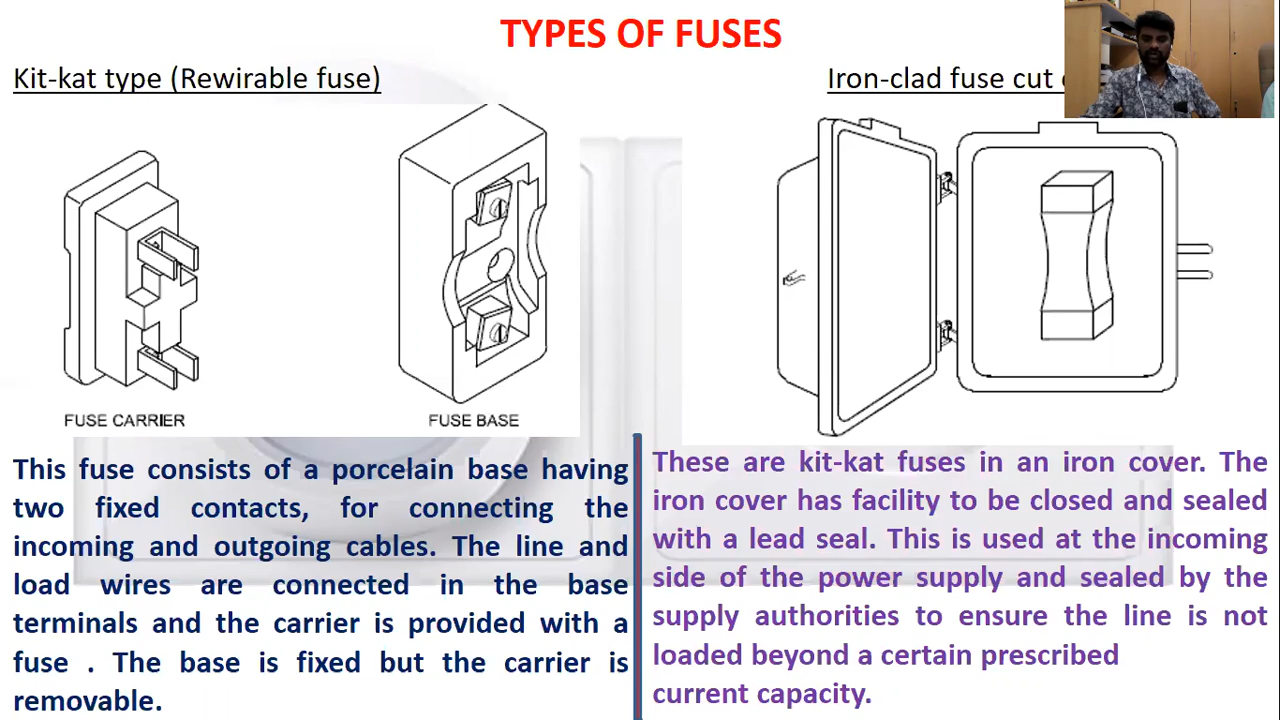 TYPES OF FUSES
Kit-kat type (Rewirable fuse)
Iron-clad fuse cut
FUSE CARRIER
FUSE BASE
This fuse consists of a porcelain base having
two fixed contacts, for connecting the
incoming and outgoing cables. The line and
load wires are connected in the base
terminals and the carrier is provided with a
fuse . The base is fixed but the carrier is
removable.
These are kit-kat fuses in an iron cover. The
iron cover has facility to be closed and sealed
with a lead seal. This is used at the incoming
side of the power supply and sealed by the
supply authorities to ensure the line is not
loaded beyond a certain prescribed
current capacity.